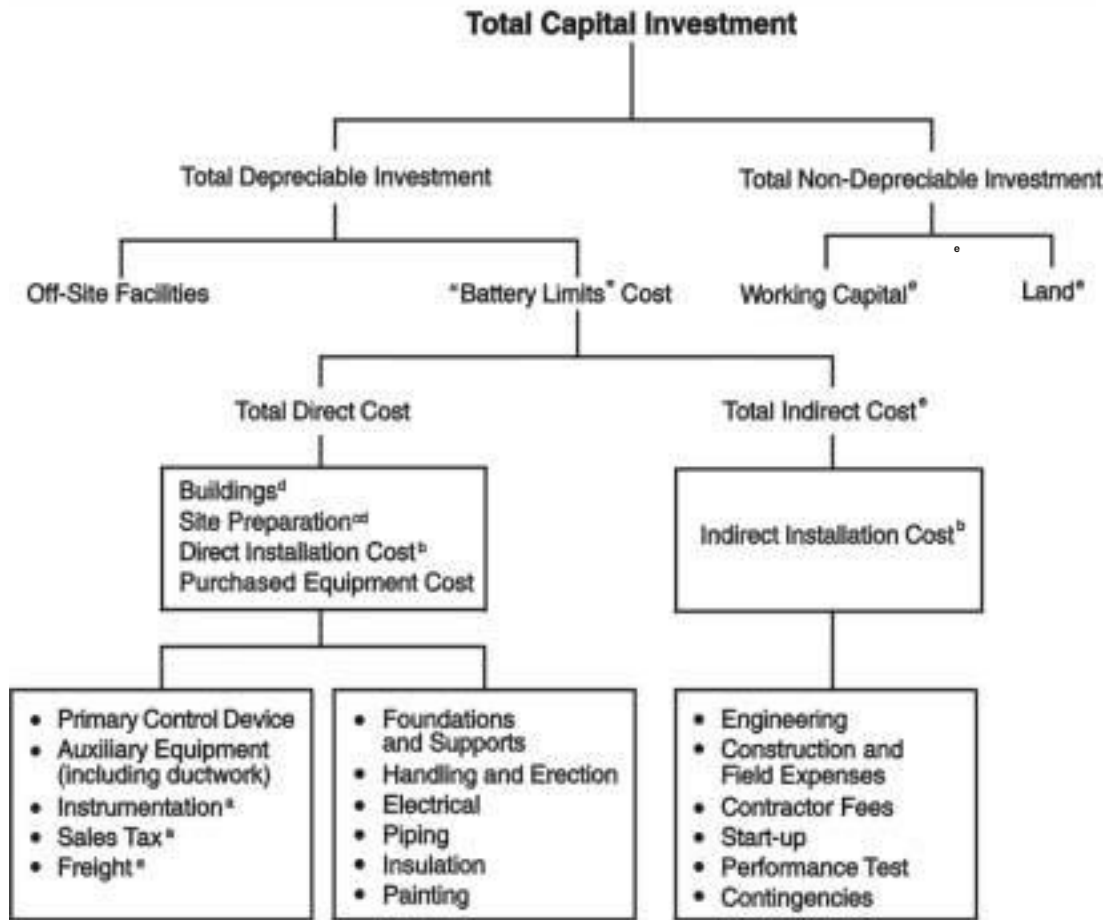 Total Capital Investment
Total Depreciable Investment
Total Non-Depreciable Investment
e
Off-Site Facilities
"Battery Limits" Cost
Working Capitalᵉ
Landᵉ
Total Direct Cost
Total Indirect Costᵉ
Buildingsᵈ
Site Preparationᶜᵈ
Direct Installation Costᵇ
Purchased Equipment Cost
Indirect Installation Costᵇ
• Primary Control Device
• Auxiliary Equipment
(including ductwork)
• Instrumentationᵃ
• Sales Taxᵃ
• Freightᵃ
• Foundations
and Supports
• Handling and Erection
• Electrical
• Piping
• Insulation
• Painting
• Engineering
• Construction and
Field Expenses
• Contractor Fees
• Start-up
• Performance Test
• Contingencies